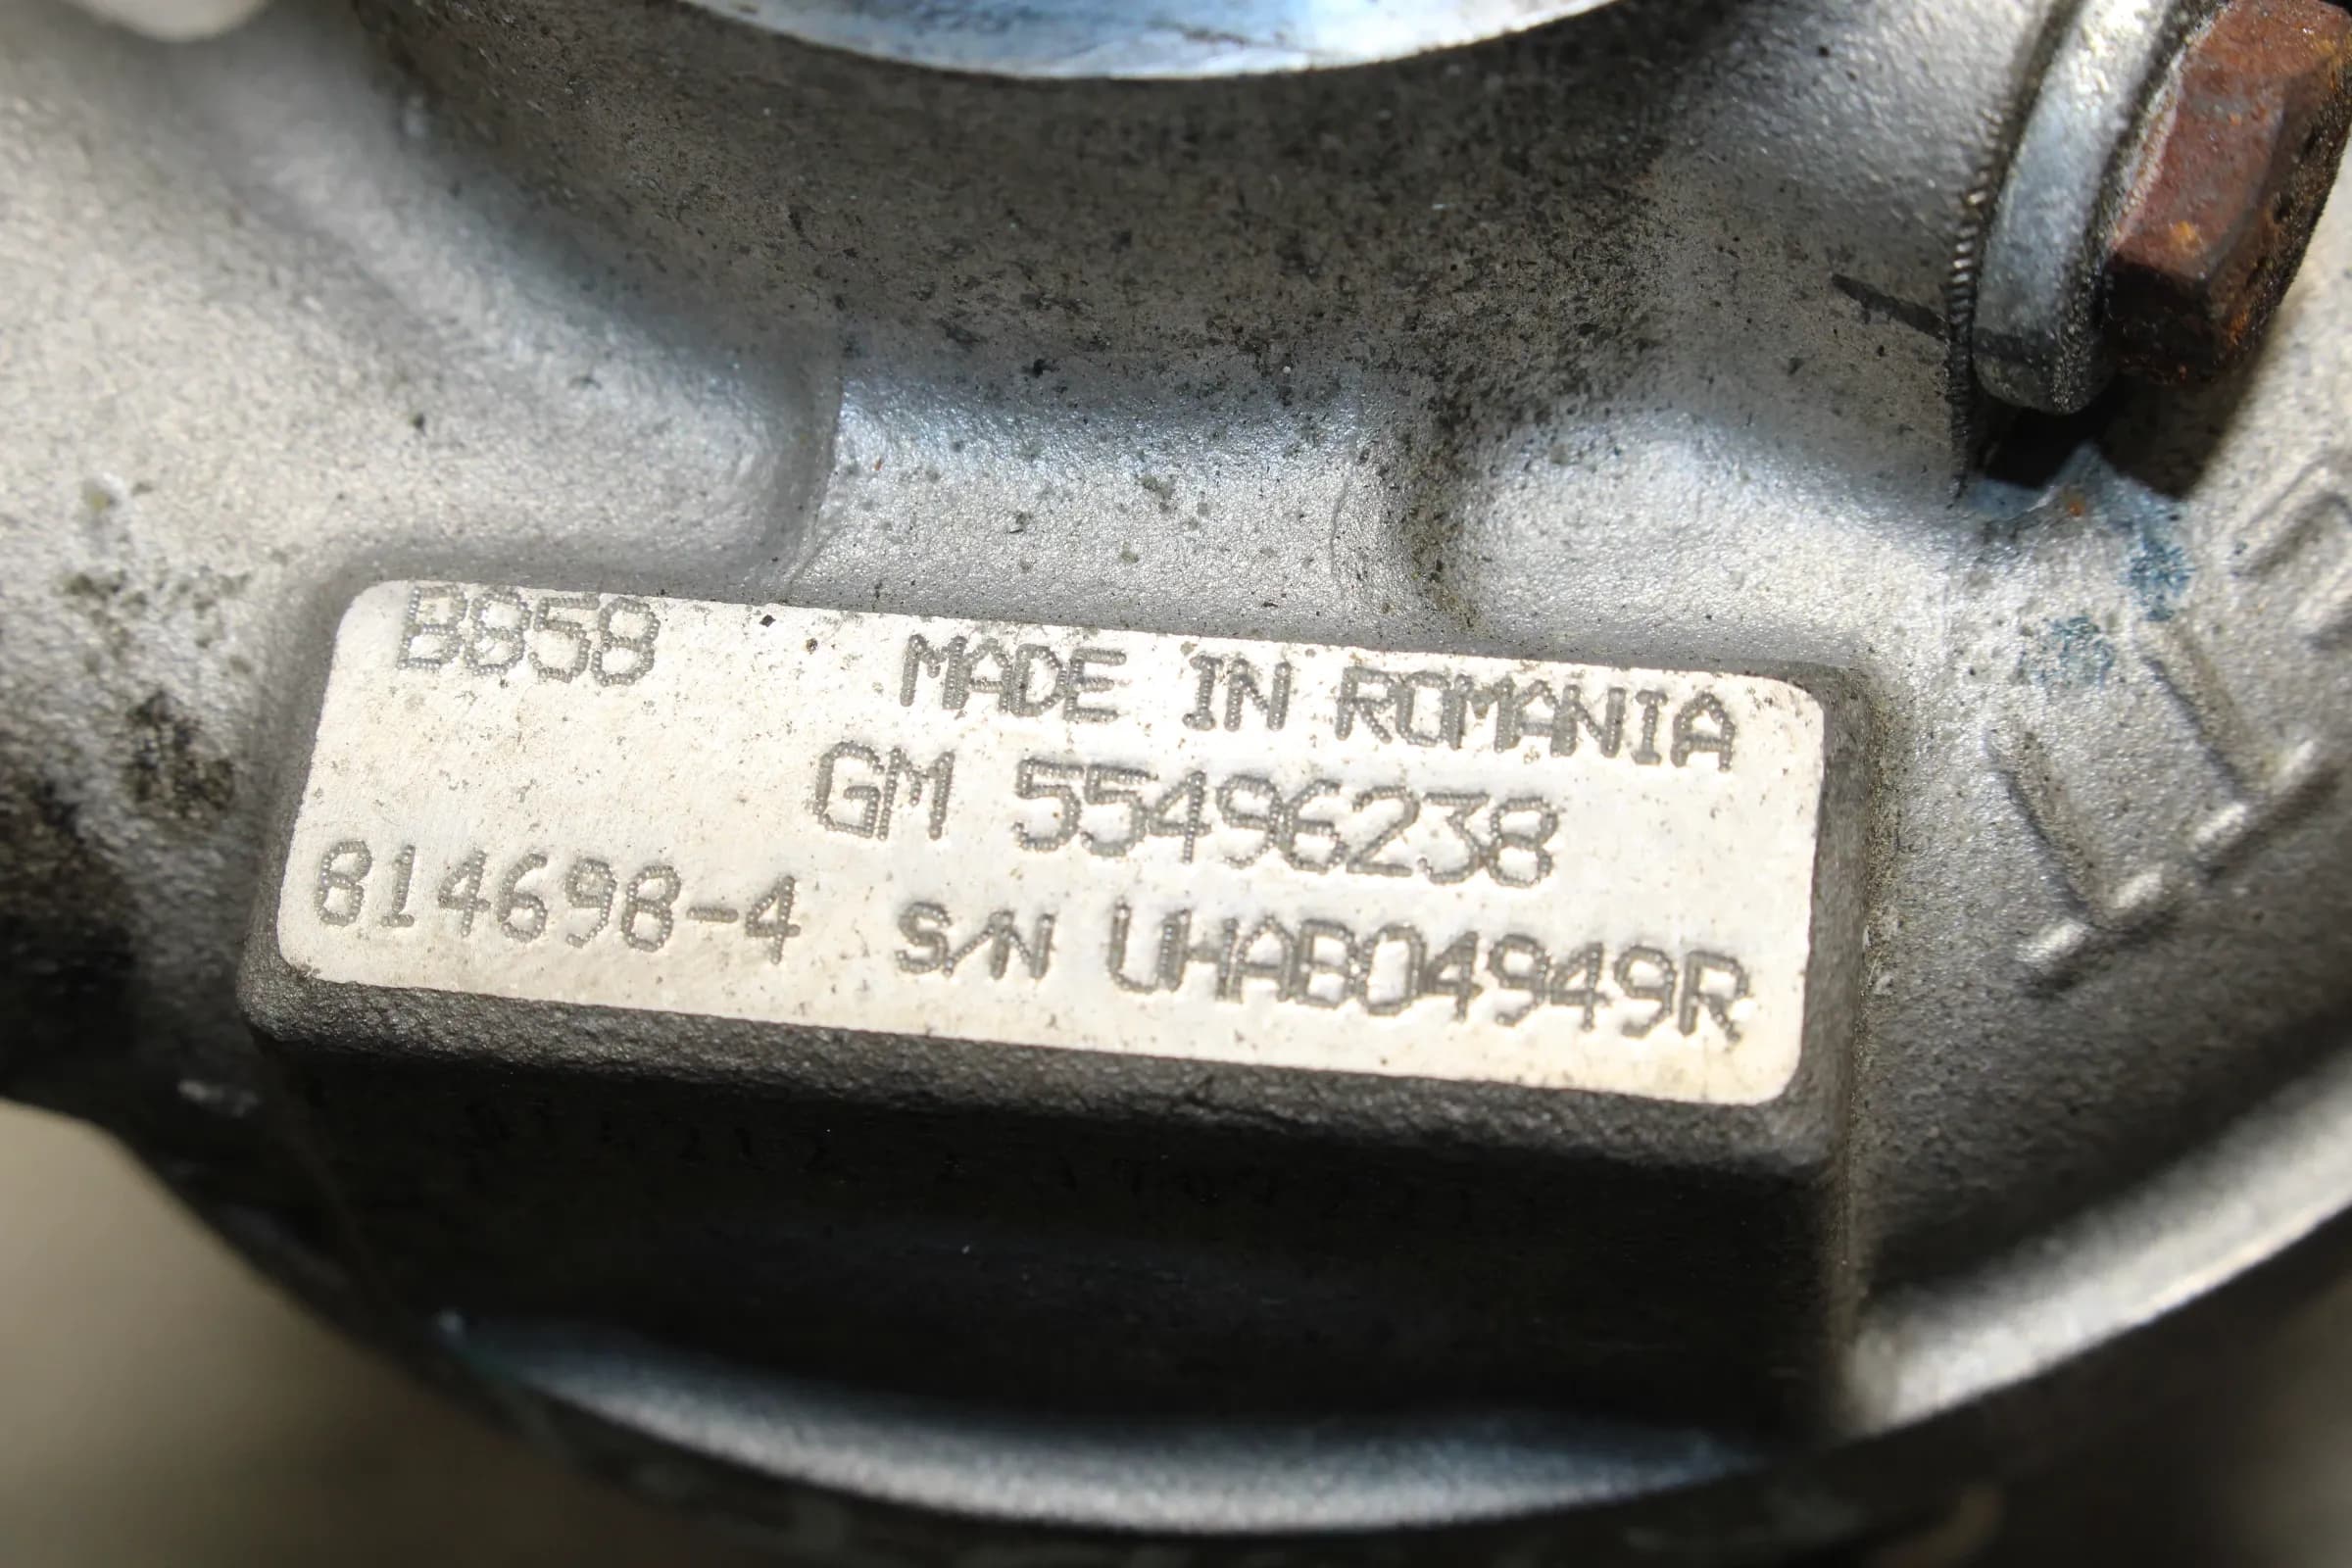 B858 MADE IN ROMANIA
GM 55496238
814698-4 S/N UHAB04949R